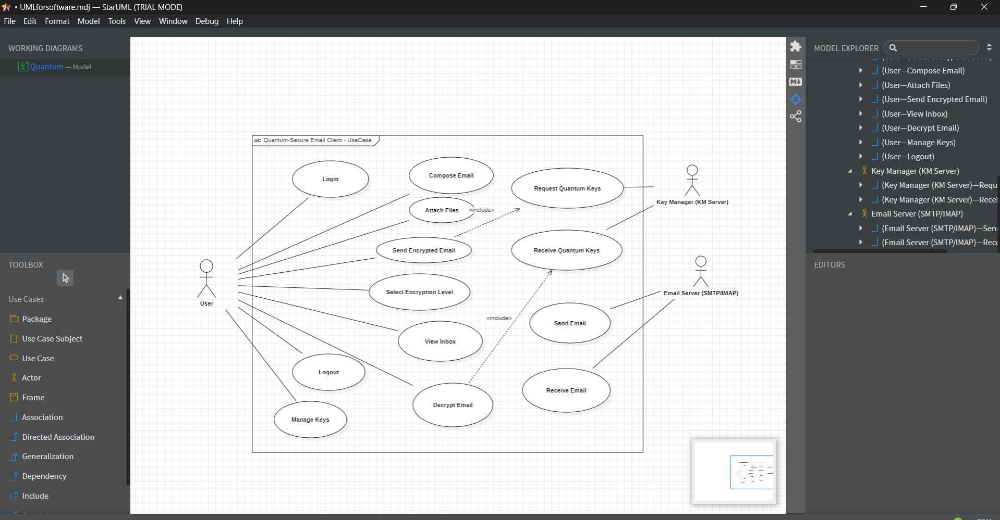 • UMLforsoftware.mdj — StarUML (TRIAL MODE)
File Edit Format Model Tools View Window Debug Help
WORKING DIAGRAMS
Quantum — Model
TOOLBOX
Use Cases
Package
Use Case Subject
Use Case
Actor
Frame
Association
Directed Association
Generalization
Dependency
Include
uc Quantum-Secure Email Client - UseCase
Login
Compose Email
Request Quantum Keys
Key Manager (KM Server)
Attach Files
«include»
Send Encrypted Email
Receive Quantum Keys
User
Select Encryption Level
Email Server (SMTP/IMAP)
«include»
Send Email
View Inbox
Logout
Receive Email
Decrypt Email
Manage Keys
M
MODEL EXPLORER
(User—Select Encryption Level)
(User—Compose Email)
(User—Attach Files)
(User—Send Encrypted Email)
(User—View Inbox)
(User—Decrypt Email)
(User—Manage Keys)
(User—Logout)
Key Manager (KM Server)
(Key Manager (KM Server)—Requ
(Key Manager (KM Server)—Recei
Email Server (SMTP/IMAP)
(Email Server (SMTP/IMAP)—Sen
(Email Server (SMTP/IMAP)—Rece
EDITORS